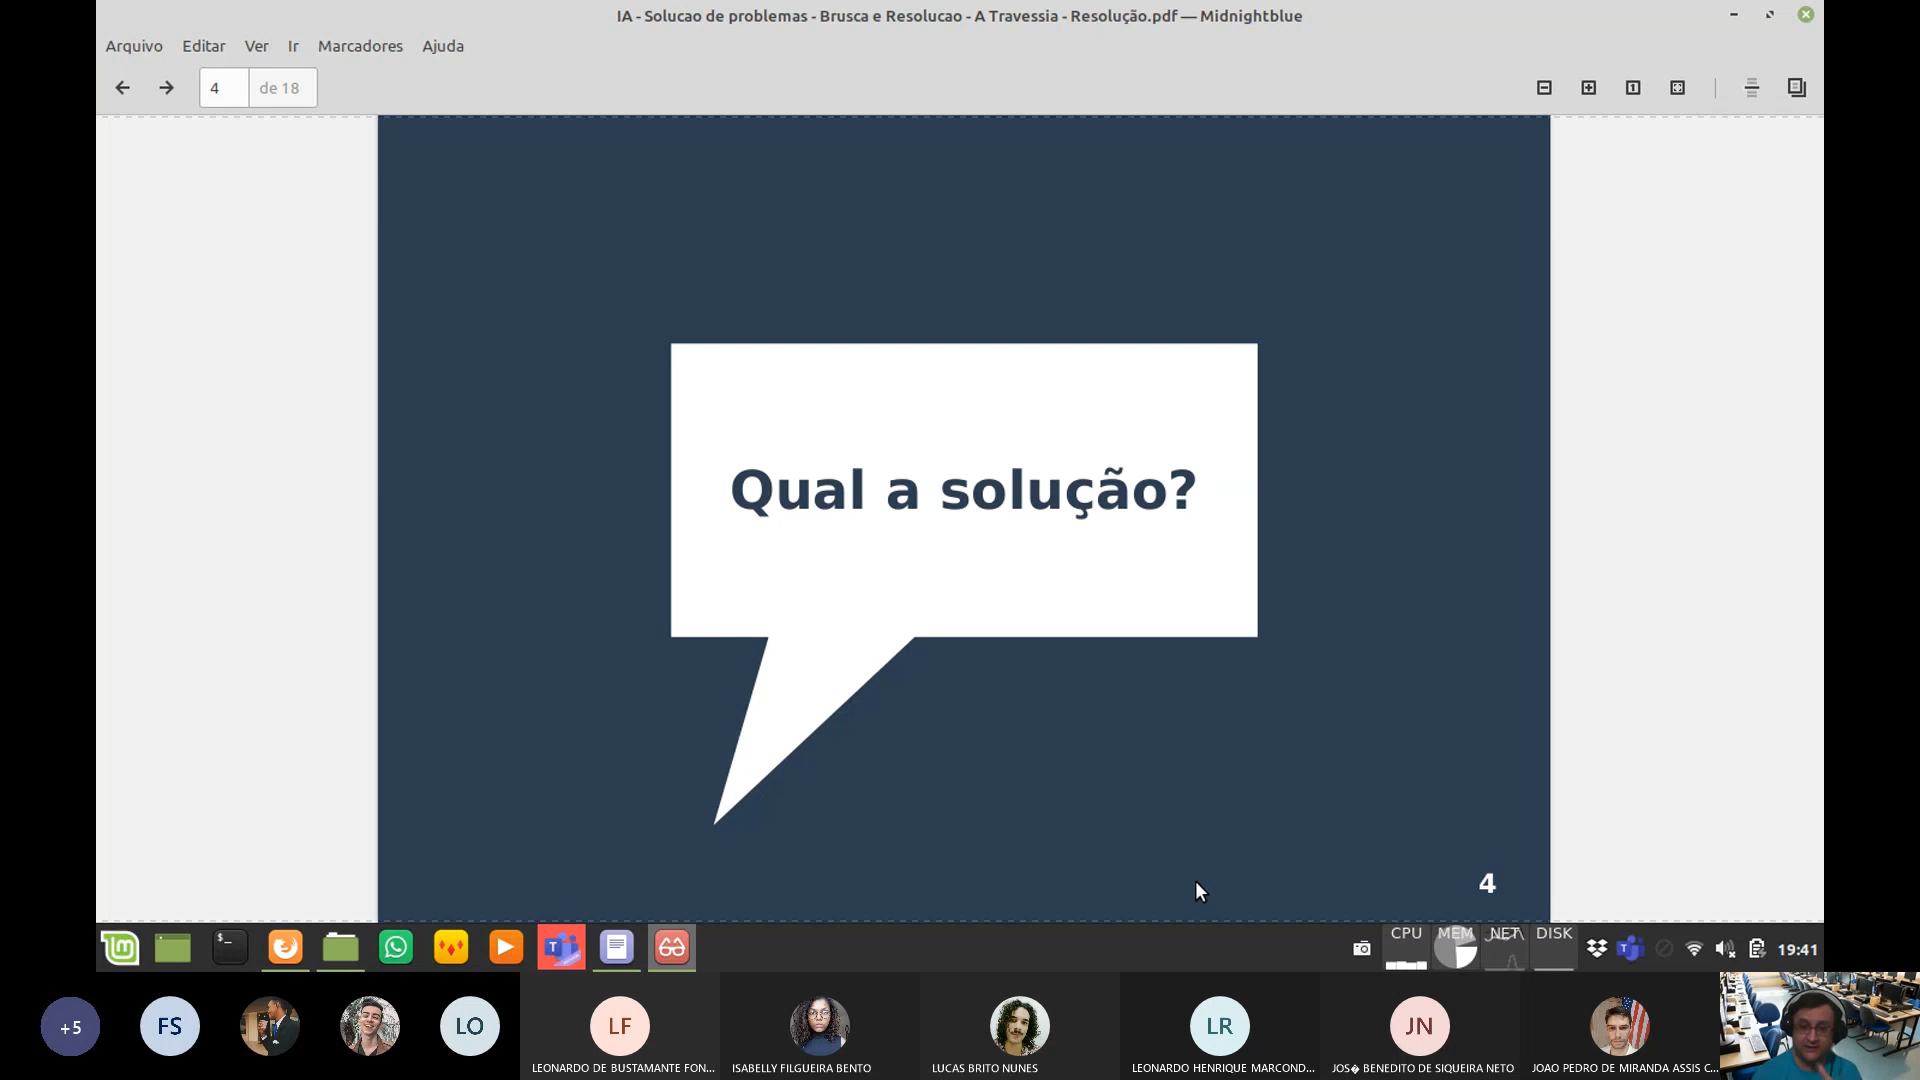 IA - Solucao de problemas - Brusca e Resolucao - A Travessia - Resolução.pdf — Midnightblue
Arquivo Editar Ver Ir Marcadores Ajuda
4 de 18
Qual a solução?
4
CPU MEM NET DISK
19:41
+5 FS LO LF LR JN
LEONARDO DE BUSTAMANTE FON... ISABELLY FILGUEIRA BENTO LUCAS BRITO NUNES LEONARDO HENRIQUE MARCOND... JOS� BENEDITO DE SIQUEIRA NETO JOAO PEDRO DE MIRANDA ASSIS C...